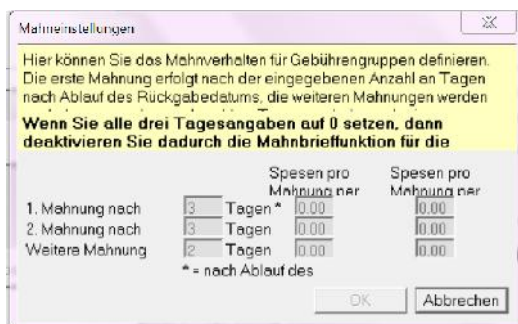 Mahneinstellungen
Hier können Sie das Mahnverhalten für Gebührengruppen definieren.
Die erste Mahnung erfolgt nach der eingegebenen Anzahl an Tagen
nach Ablauf des Rückgabedatums, die weiteren Mahnungen werden
Wenn Sie alle drei Tagesangaben auf 0 setzen, dann
deaktivieren Sie dadurch die Mahnbrieffunktion für die
Spesen pro Spesen pro
Mahnung per Mahnung per
1. Mahnung nach 3 Tagen * 0.00 0.00
2. Mahnung nach 3 Tagen 0.00 0.00
Weitere Mahnung 2 Tagen 0.00 0.00
* = nach Ablauf des
OK Abbrechen